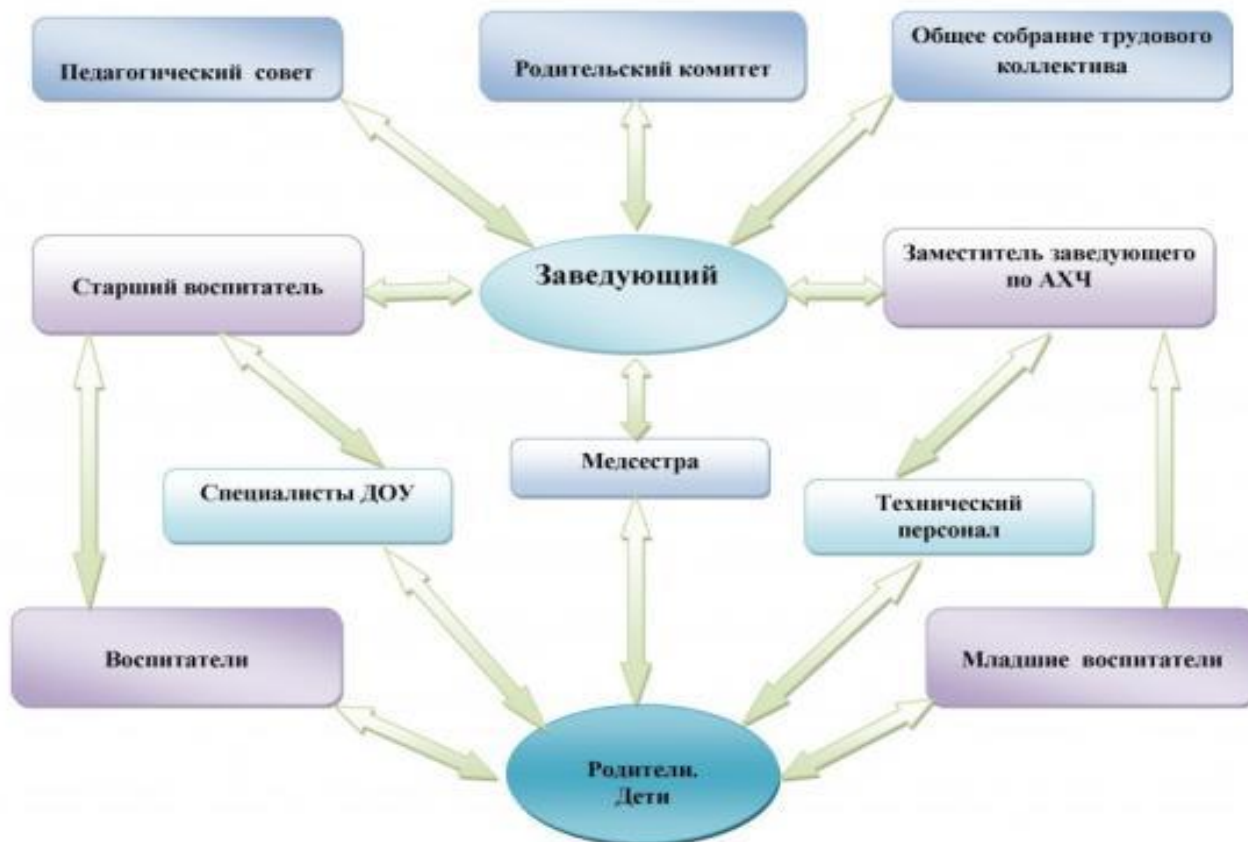 Педагогический совет
Родительский комитет
Общее собрание трудового
коллектива
Старший воспитатель
Заведующий
Заместитель заведующего
по АХЧ
Специалисты ДОУ
Медсестра
Технический
персонал
Воспитатели
Младшие воспитатели
Родители.
Дети